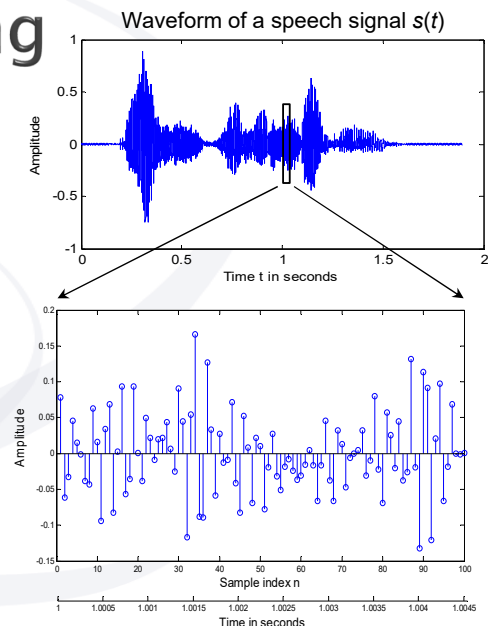 ng
Waveform of a speech signal s(t)
1
0.5
0
-0.5
-1
Amplitude
0 0.5 1 1.5 2
Time t in seconds
0.2
0.15
0.1
0.05
0
-0.05
-0.1
-0.15
Amplitude
0 10 20 30 40 50 60 70 80 90 100
Sample index n
1 1.0005 1.001 1.0015 1.002 1.0025 1.003 1.0035 1.004 1.0045
Time in seconds